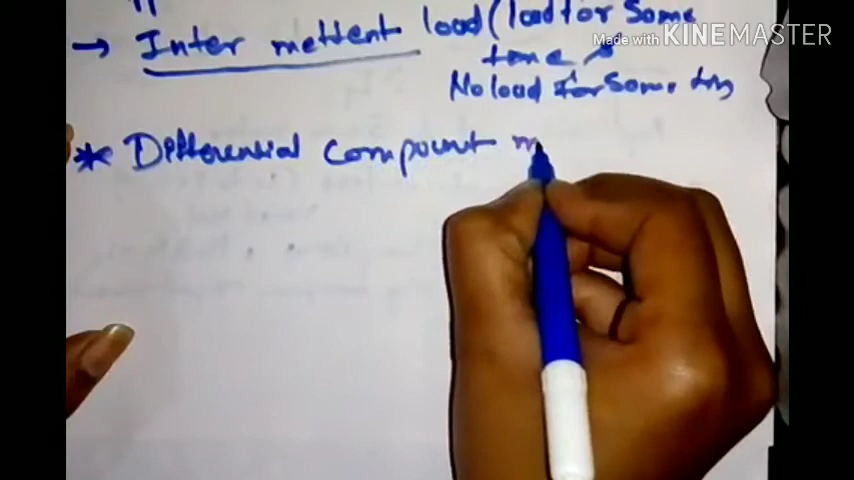 → Inter mettent load (load for some
time &
No load for some
* Differential compount m
Made with KINEMASTER